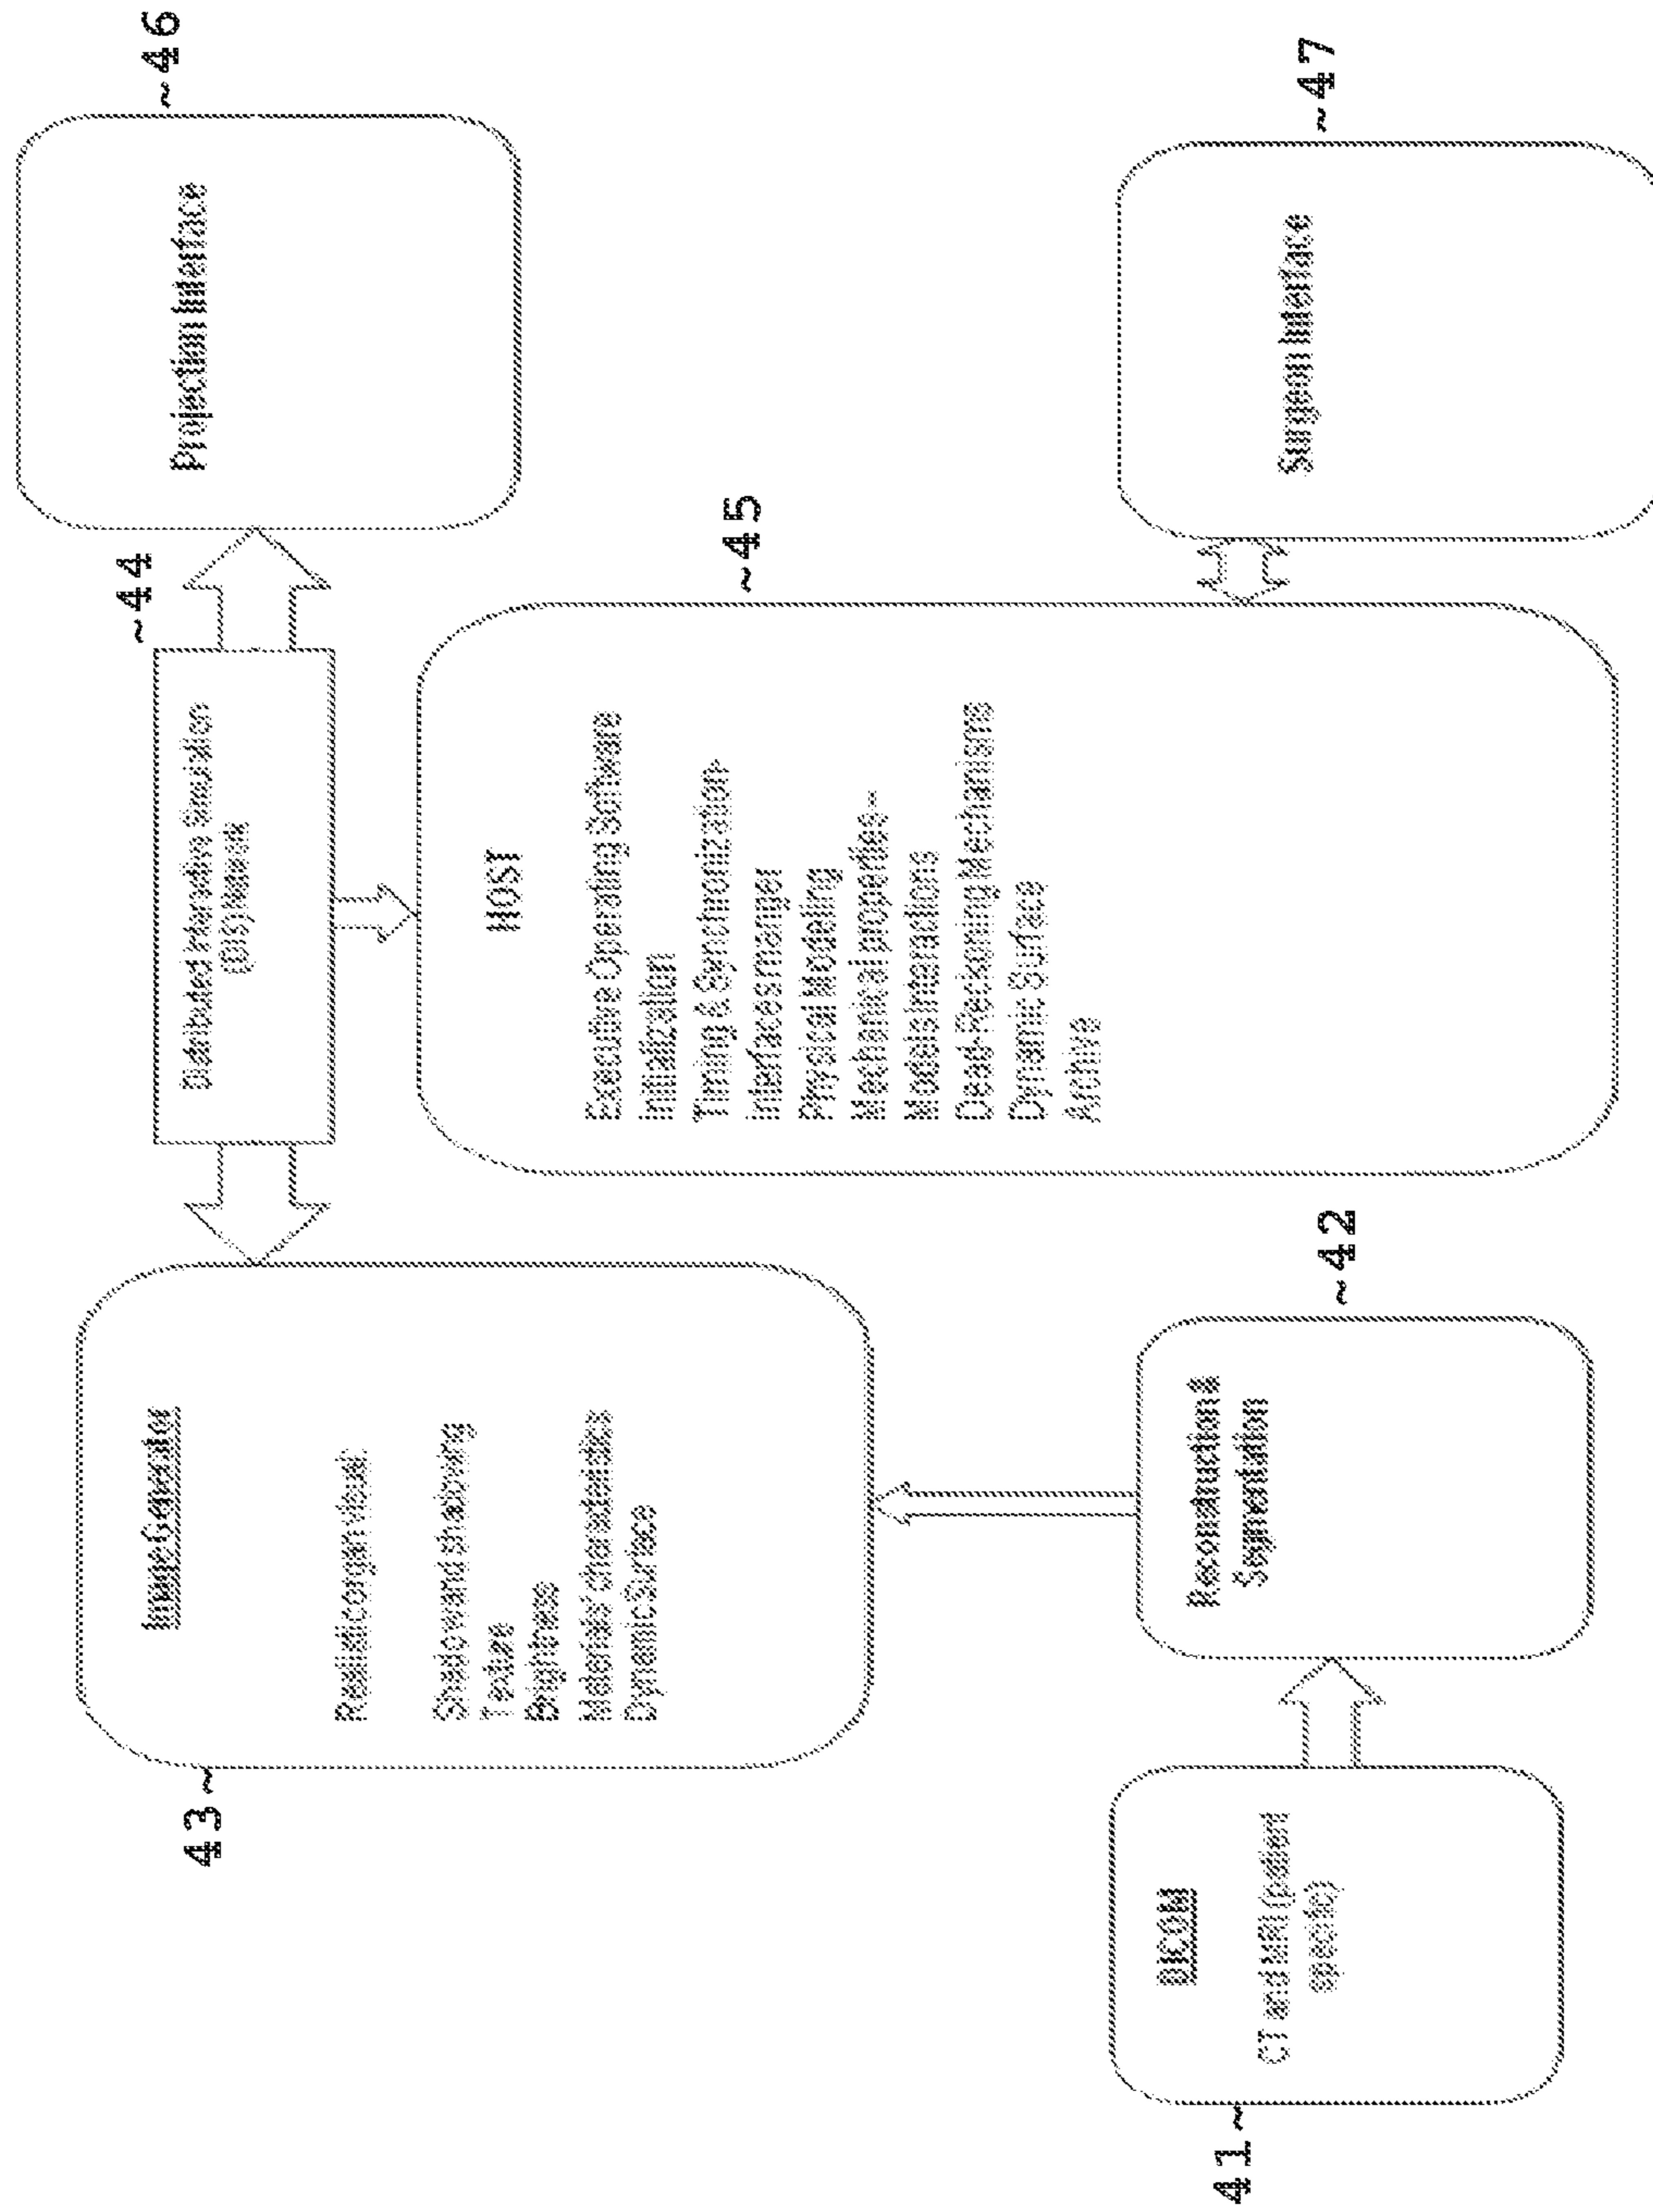 43~
Image Generator
Realistic organ visual:
Shadow and shadowing
Texture
Brightness
Materials' characteristics
Dynamic Surface
~44
Distributed Interactive Simulation
(DIS) Network
~46
Projection Interface
HOST
~45
Executive Operating Software
Initialization
Timing & Synchronization-
Interfaces manger
Physical Modeling
Mechanical properties--
Models Interactions
Dead-Reckoning Mechanisms
Dynamic Surface
Archive
41~
DICOM
CT and MRI (patient
specific)
~42
Reconstruction &
Segmentation
~47
Surgeon Interface